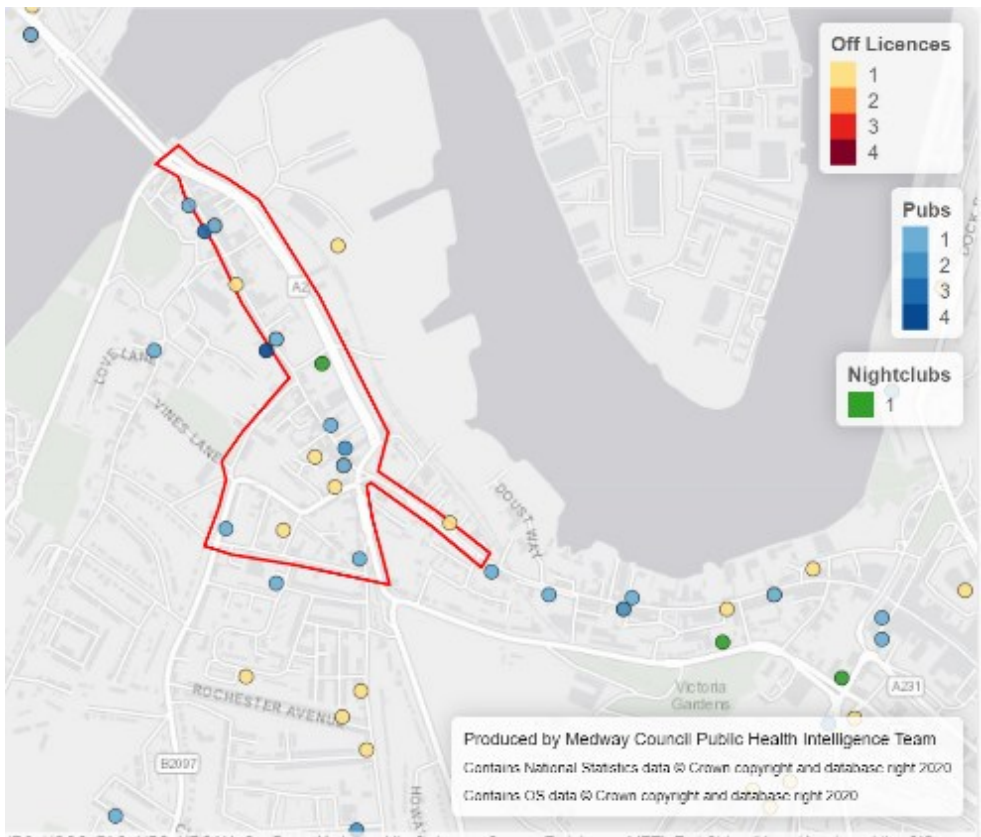 Off Licences
1
2
3
4
Pubs
1
2
3
4
Nightclubs
1
A2
LOVE LANE
VINES LANE
DOUST WAY
ROCHESTER AVENUE
Victoria
Gardens
A231
B2097
Produced by Medway Council Public Health Intelligence Team
Contains National Statistics data © Crown copyright and database right 2020
Contains OS data © Crown copyright and database right 2020